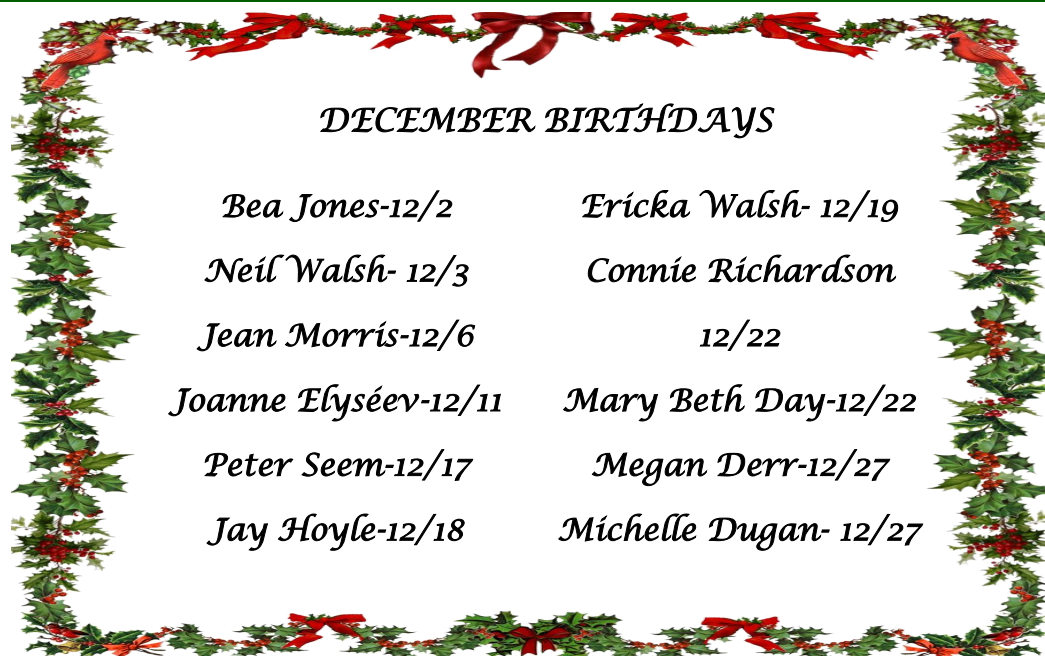 DECEMBER BIRTHDAYS
Bea Jones-12/2
Neil Walsh- 12/3
Jean Morris-12/6
Joanne Elyséev-12/11
Peter Seem-12/17
Jay Hoyle-12/18
Ericka Walsh- 12/19
Connie Richardson
12/22
Mary Beth Day-12/22
Megan Derr-12/27
Michelle Dugan- 12/27